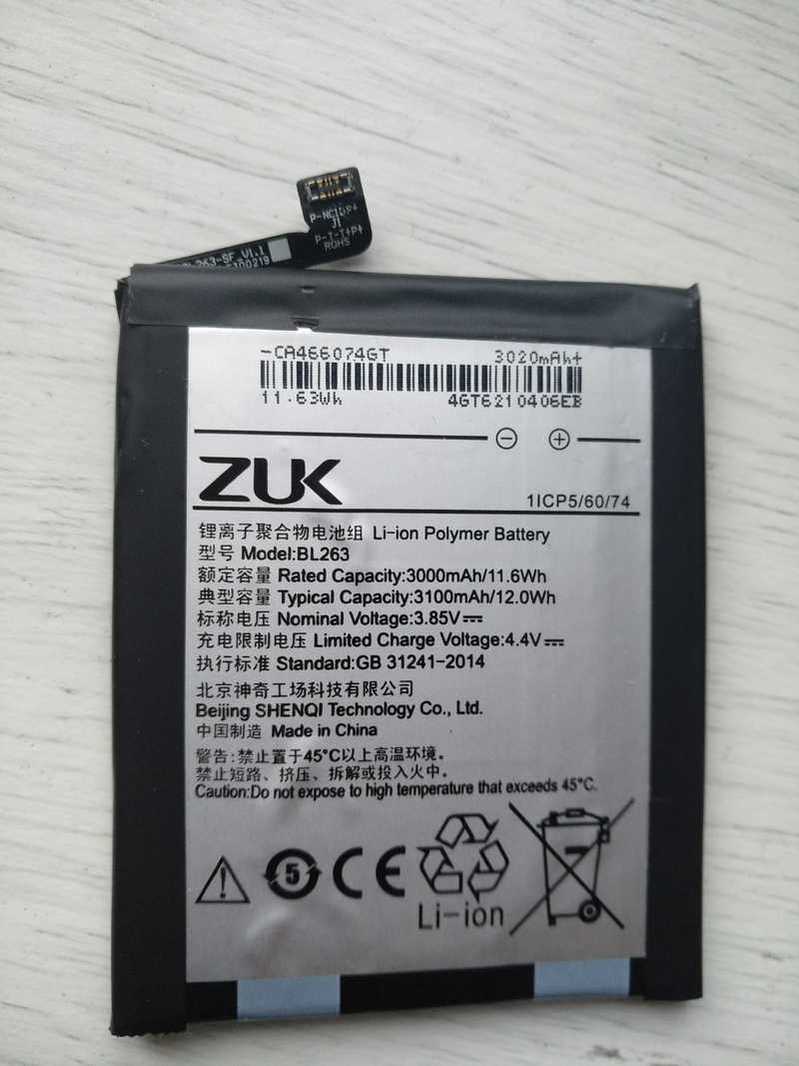 P-NC1DP+
J1
P-T-T+P+
ROHS
263-SF_V1.1
100219
-CA466074GT 3020mAh+
11.63Wh 4GT6210406EB
ZUK
1ICP5/60/74
锂离子聚合物电池组 Li-ion Polymer Battery
型号 Model:BL263
额定容量 Rated Capacity:3000mAh/11.6Wh
典型容量 Typical Capacity:3100mAh/12.0Wh
标称电压 Nominal Voltage:3.85V⎓
充电限制电压 Limited Charge Voltage:4.4V⎓
执行标准 Standard:GB 31241-2014
北京神奇工场科技有限公司
Beijing SHENQI Technology Co., Ltd.
中国制造 Made in China
警告:禁止置于45°C以上高温环境。
禁止短路、挤压、拆解或投入火中。
Caution:Do not expose to high temperature that exceeds 45°C.
5 CE
Li-ion